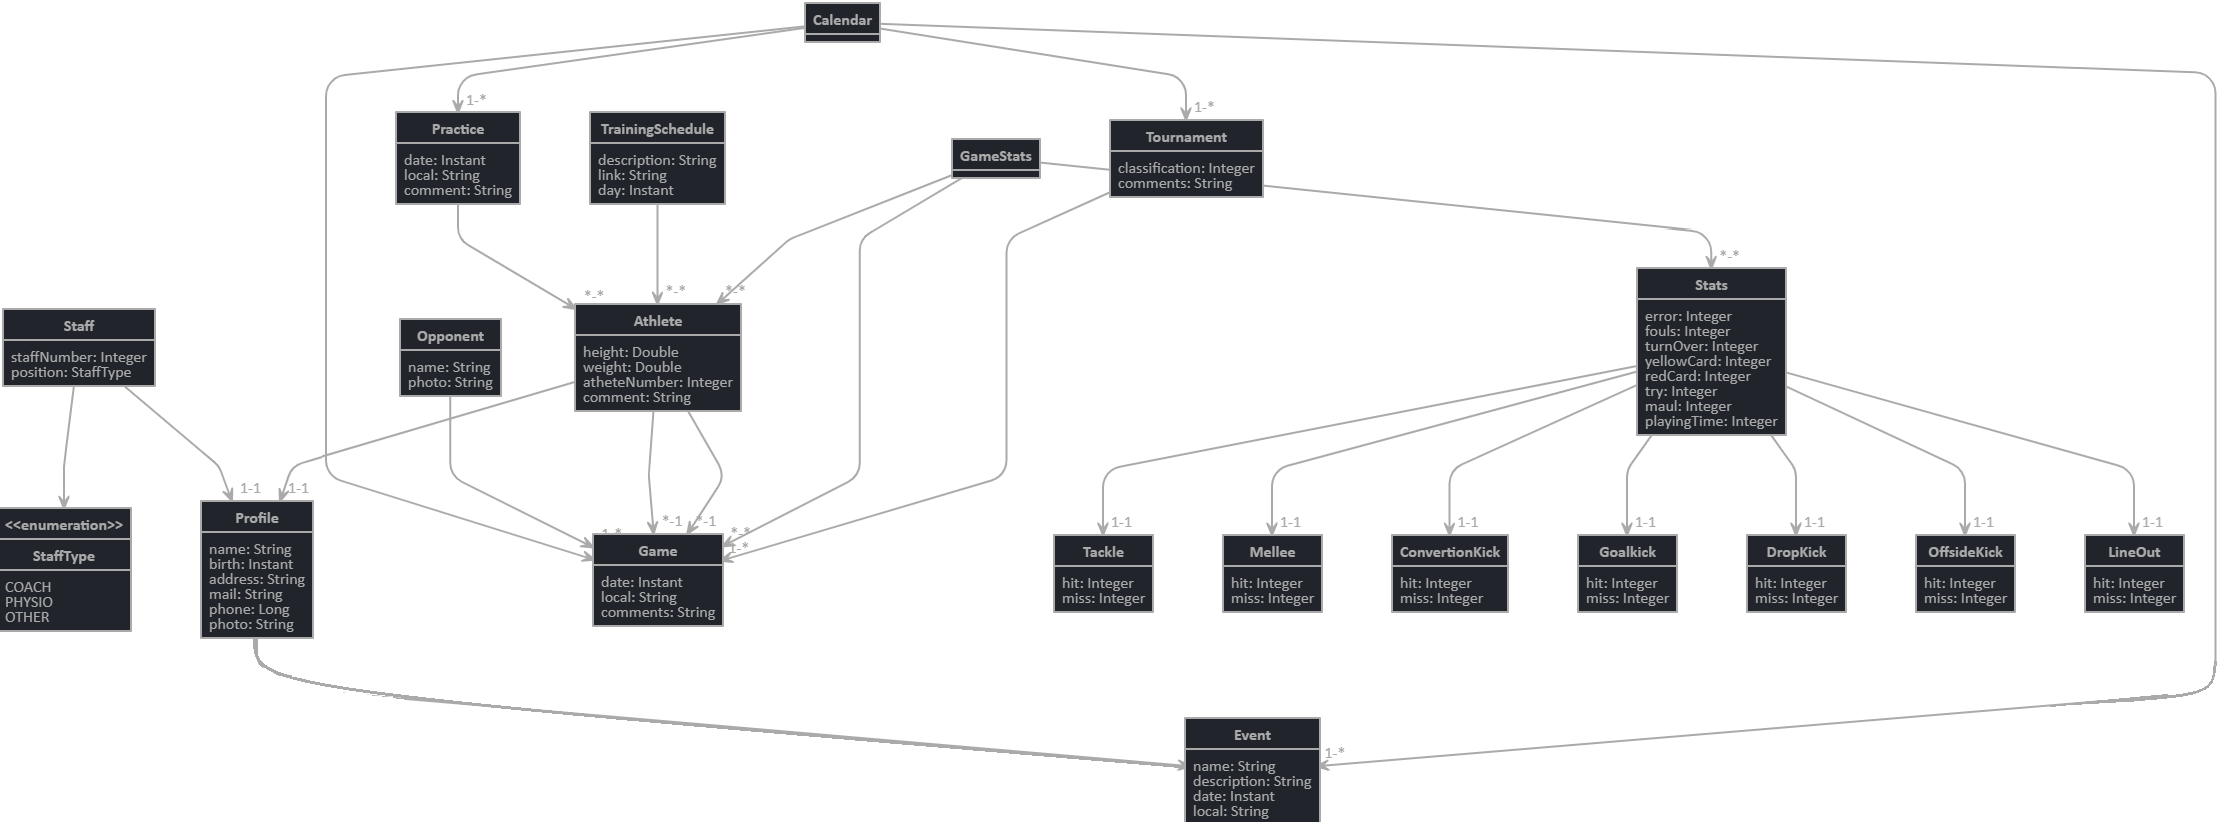 Calendar
1-*
1-*
Practice
date: Instant
local: String
comment: String
TrainingSchedule
description: String
link: String
day: Instant
GameStats
Tournament
classification: Integer
comments: String
*-*
*-*
*-*
*-*
Staff
staffNumber: Integer
position: StaffType
Opponent
name: String
photo: String
Athlete
height: Double
weight: Double
atheteNumber: Integer
comment: String
Stats
error: Integer
fouls: Integer
turnOver: Integer
yellowCard: Integer
redCard: Integer
try: Integer
maul: Integer
playingTime: Integer
1-1
1-1
*-1
*-1
1-*
*-*
1-*
1-1
1-1
1-1
1-1
1-1
1-1
1-1
<<enumeration>>
StaffType
COACH
PHYSIO
OTHER
Profile
name: String
birth: Instant
address: String
mail: String
phone: Long
photo: String
Game
date: Instant
local: String
comments: String
Tackle
hit: Integer
miss: Integer
Mellee
hit: Integer
miss: Integer
ConvertionKick
hit: Integer
miss: Integer
Goalkick
hit: Integer
miss: Integer
DropKick
hit: Integer
miss: Integer
OffsideKick
hit: Integer
miss: Integer
LineOut
hit: Integer
miss: Integer
1-*
Event
name: String
description: String
date: Instant
local: String